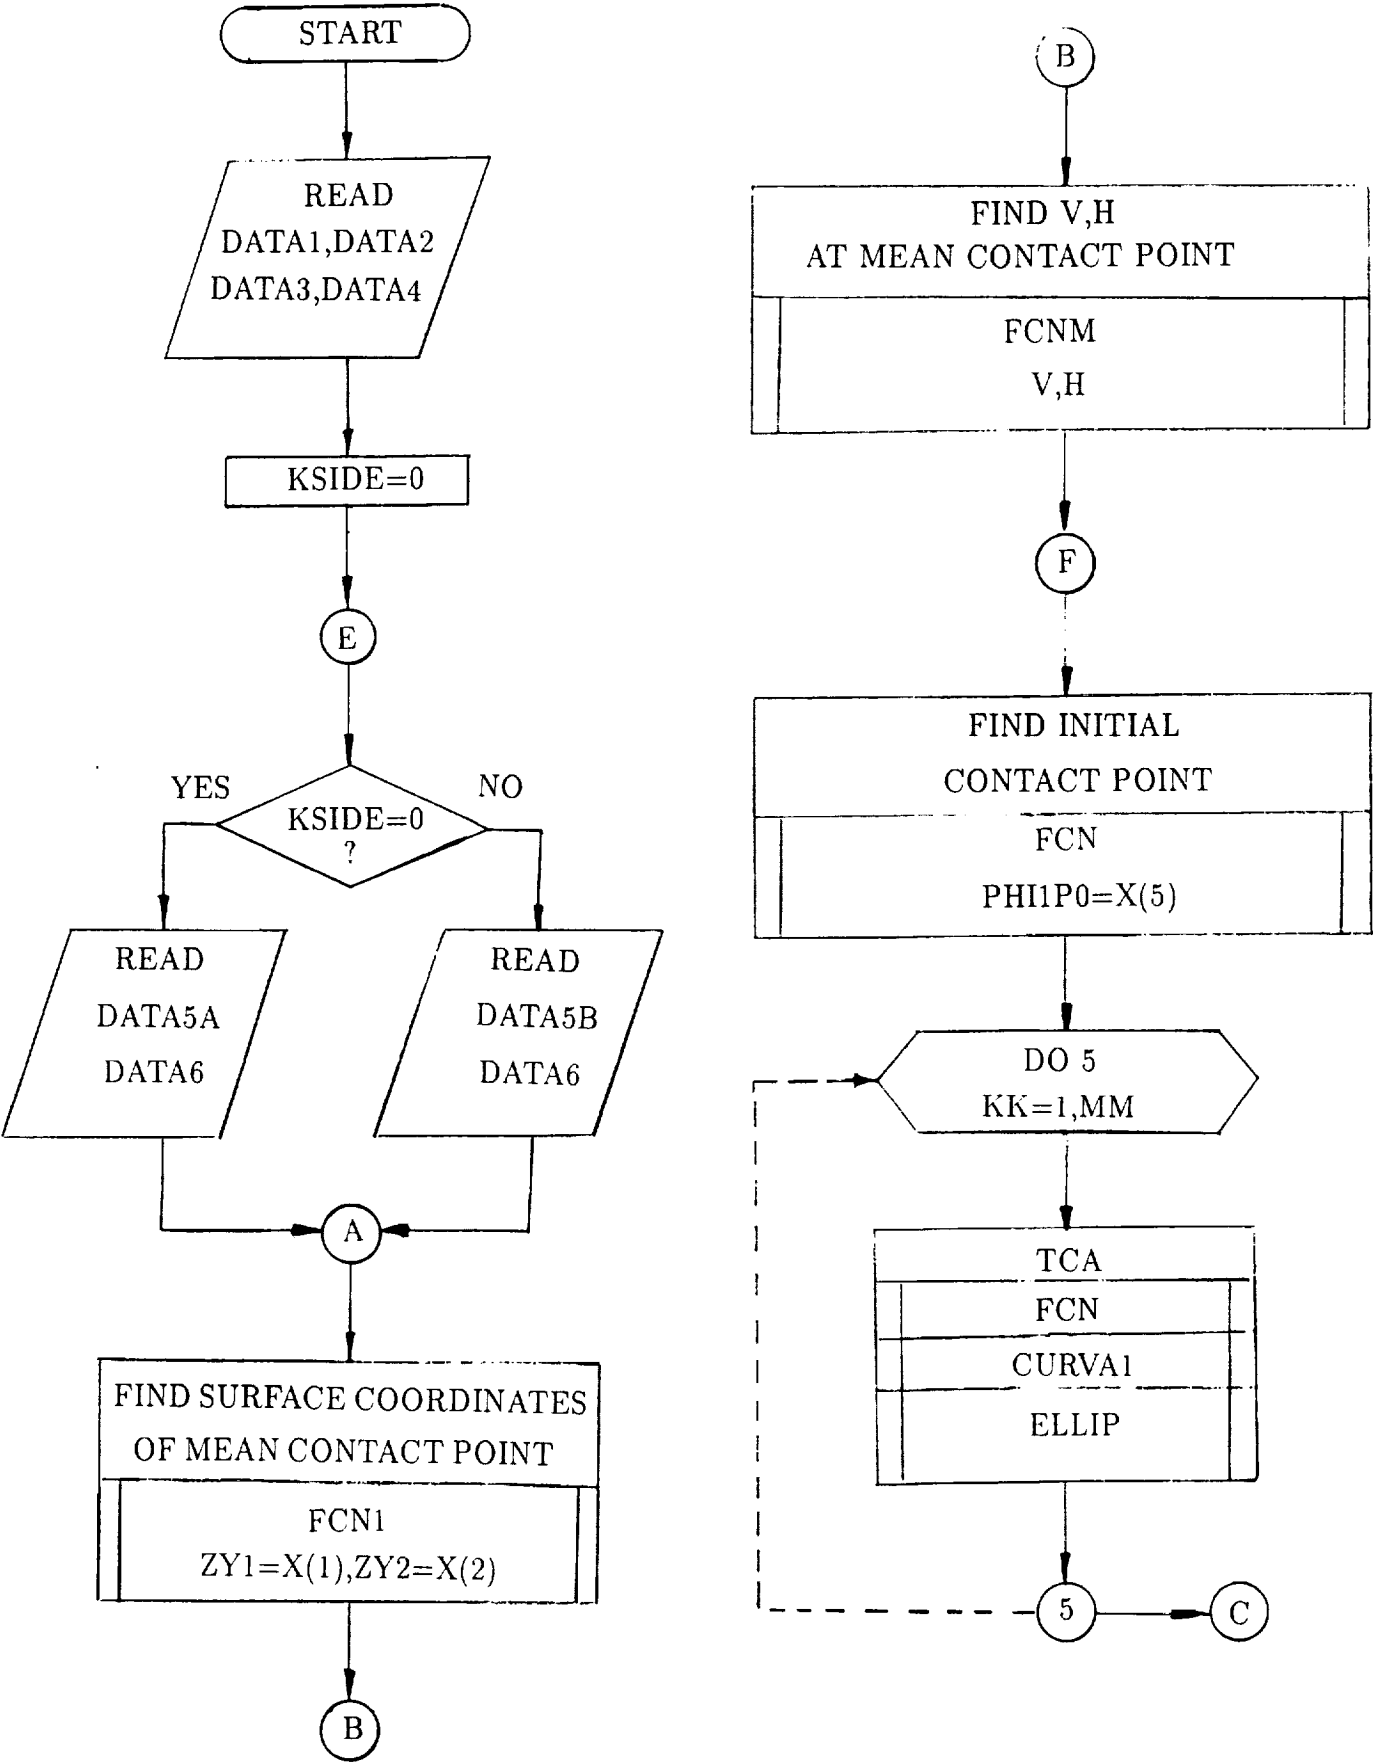 START
READ
DATA1,DATA2
DATA3,DATA4
KSIDE=0
E
YES
NO
KSIDE=0
?
READ
DATA5A
DATA6
READ
DATA5B
DATA6
A
FIND SURFACE COORDINATES
OF MEAN CONTACT POINT
FCN1
ZY1=X(1),ZY2=X(2)
B
B
FIND V,H
AT MEAN CONTACT POINT
FCNM
V,H
F
FIND INITIAL
CONTACT POINT
FCN
PHI1P0=X(5)
DO 5
KK=1,MM
TCA
FCN
CURVA1
ELLIP
5
C